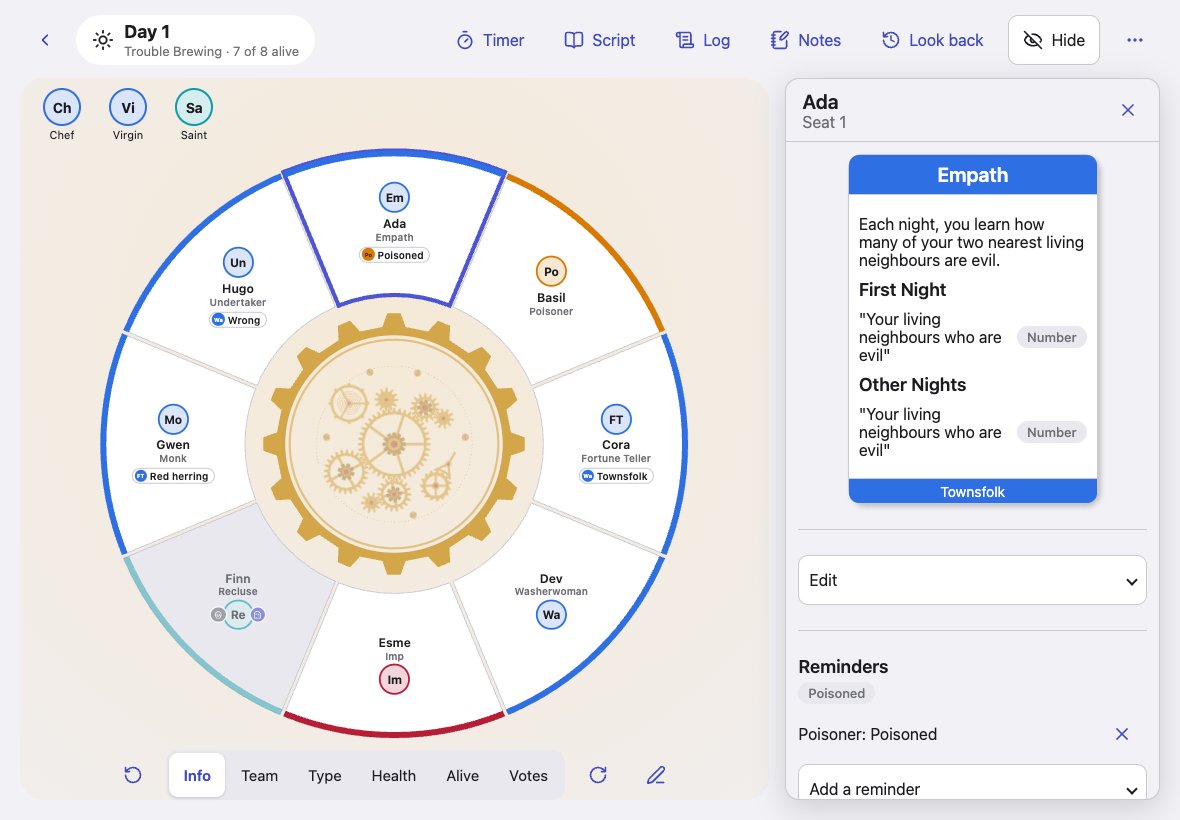 Day 1
Trouble Brewing · 7 of 8 alive
Timer
Script
Log
Notes
Look back
Hide
Ch
Chef
Vi
Virgin
Sa
Saint
Em
Ada
Empath
Po Poisoned
Po
Basil
Poisoner
Un
Hugo
Undertaker
Wa Wrong
FT
Cora
Fortune Teller
Wa Townsfolk
Mo
Gwen
Monk
FT Red herring
Finn
Recluse
Re
Dev
Washerwoman
Wa
Esme
Imp
Im
Info
Team
Type
Health
Alive
Votes
Ada
Seat 1
Empath
Each night, you learn how
many of your two nearest living
neighbours are evil.
First Night
"Your living
neighbours who are
evil"
Number
Other Nights
"Your living
neighbours who are
evil"
Number
Townsfolk
Edit
Reminders
Poisoned
Poisoner: Poisoned
Add a reminder